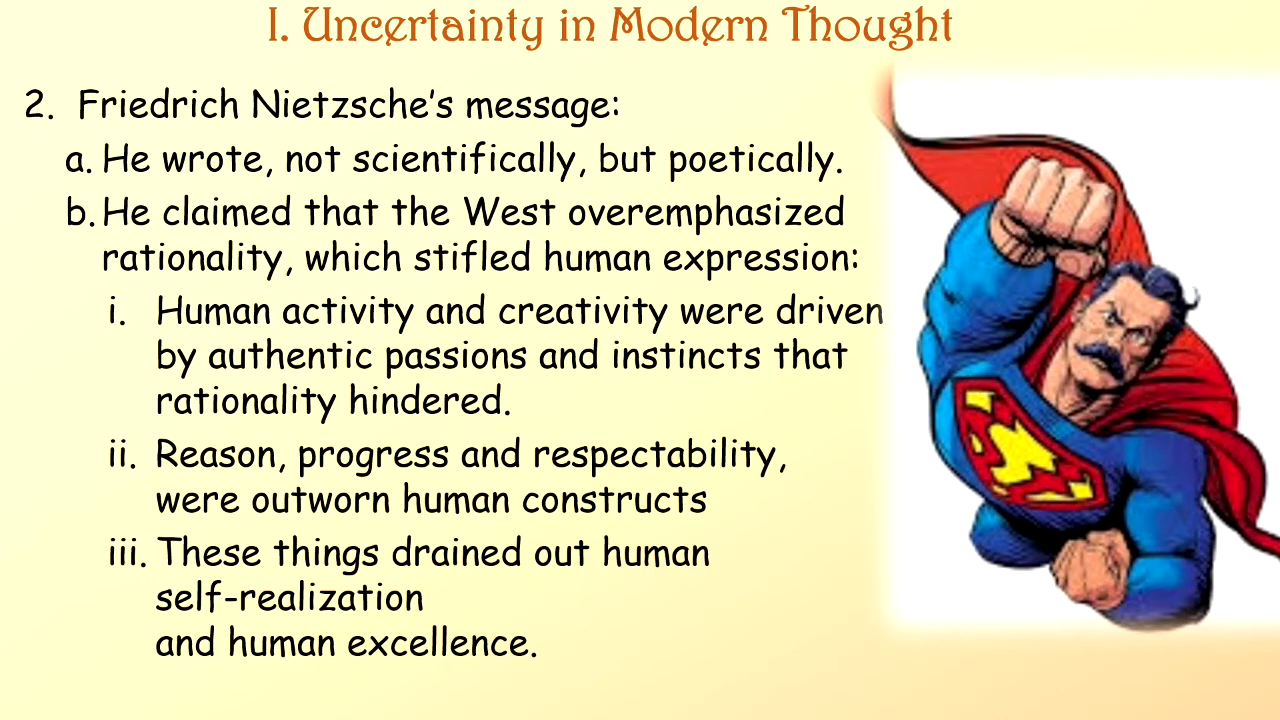 I. Uncertainty in Modern Thought
2. Friedrich Nietzsche’s message:
a. He wrote, not scientifically, but poetically.
b. He claimed that the West overemphasized
rationality, which stifled human expression:
i. Human activity and creativity were driven
by authentic passions and instincts that
rationality hindered.
ii. Reason, progress and respectability,
were outworn human constructs
iii. These things drained out human
self-realization
and human excellence.